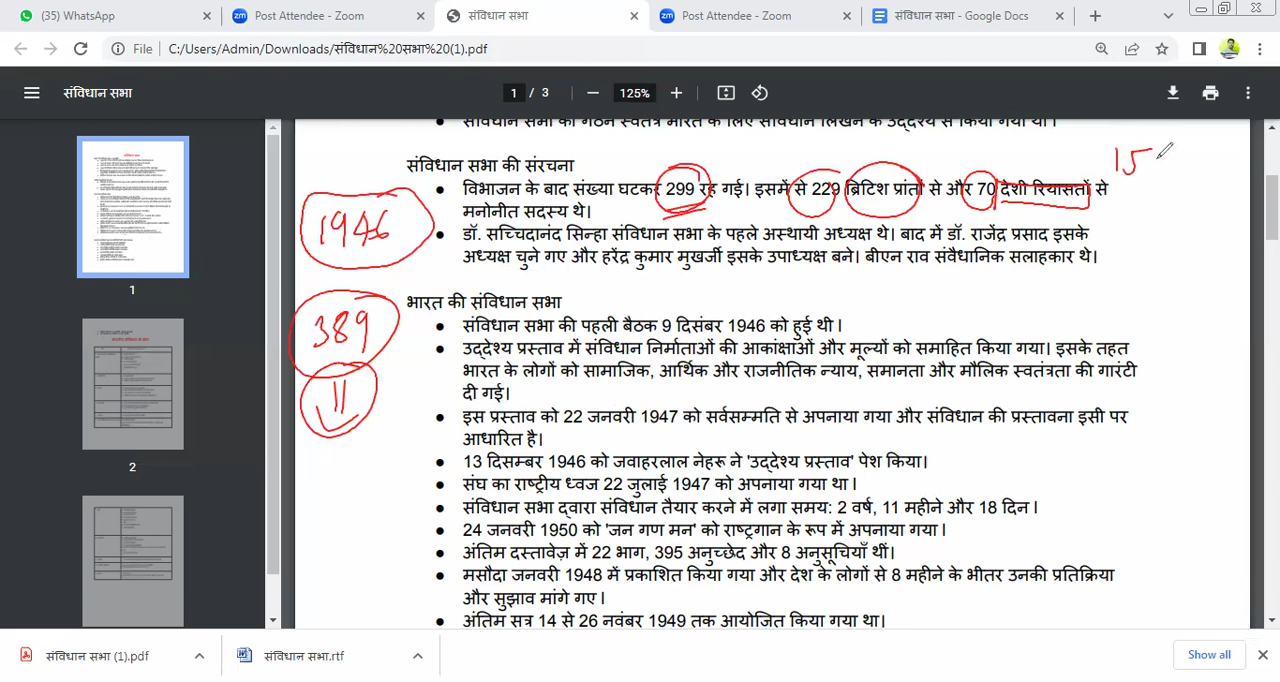 (35) WhatsApp
Post Attendee - Zoom
संविधान सभा
Post Attendee - Zoom
संविधान सभा - Google Docs
File
C:/Users/Admin/Downloads/संविधान%20सभा%20(1).pdf
संविधान सभा
1 / 3
125%
संविधान सभा का गठन स्वतंत्र भारत के लिए संविधान लिखने के उद्देश्य से किया गया था।
15
संविधान सभा की संरचना
विभाजन के बाद संख्या घटकर 299 रह गई। इसमें से 229 ब्रिटिश प्रांतों से और 70 देशी रियासतों से
मनोनीत सदस्य थे।
1946
डॉ. सच्चिदानंद सिन्हा संविधान सभा के पहले अस्थायी अध्यक्ष थे। बाद में डॉ. राजेंद्र प्रसाद इसके
अध्यक्ष चुने गए और हरेंद्र कुमार मुखर्जी इसके उपाध्यक्ष बने। बीएन राव संवैधानिक सलाहकार थे।
भारत की संविधान सभा
389
संविधान सभा की पहली बैठक 9 दिसंबर 1946 को हुई थी।
उद्देश्य प्रस्ताव में संविधान निर्माताओं की आकांक्षाओं और मूल्यों को समाहित किया गया। इसके तहत
भारत के लोगों को सामाजिक, आर्थिक और राजनीतिक न्याय, समानता और मौलिक स्वतंत्रता की गारंटी
दी गई।
11
इस प्रस्ताव को 22 जनवरी 1947 को सर्वसम्मति से अपनाया गया और संविधान की प्रस्तावना इसी पर
आधारित है।
13 दिसम्बर 1946 को जवाहरलाल नेहरू ने 'उद्देश्य प्रस्ताव' पेश किया।
संघ का राष्ट्रीय ध्वज 22 जुलाई 1947 को अपनाया गया था।
संविधान सभा द्वारा संविधान तैयार करने में लगा समय: 2 वर्ष, 11 महीने और 18 दिन।
24 जनवरी 1950 को 'जन गण मन' को राष्ट्रगान के रूप में अपनाया गया।
अंतिम दस्तावेज़ में 22 भाग, 395 अनुच्छेद और 8 अनुसूचियाँ थीं।
मसौदा जनवरी 1948 में प्रकाशित किया गया और देश के लोगों से 8 महीने के भीतर उनकी प्रतिक्रिया
और सुझाव मांगे गए।
अंतिम सत्र 14 से 26 नवंबर 1949 तक आयोजित किया गया था।
1
2
संविधान सभा (1).pdf
संविधान सभा.rtf
Show all